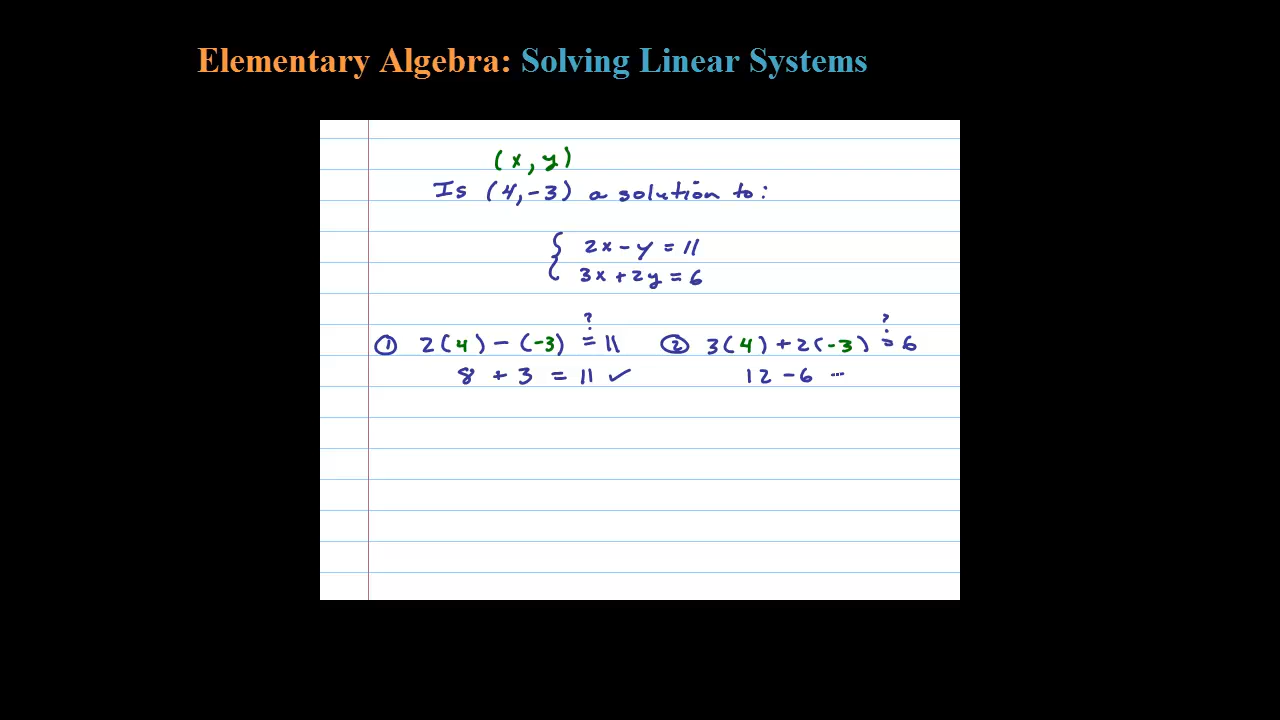 Elementary Algebra: Solving Linear Systems
(x, y)
Is (4, -3) a solution to:
{ 2x - y = 11
3x + 2y = 6
① 2(4) - (-3) ≟ 11 ② 3(4) + 2(-3) ≟ 6
8 + 3 = 11 ✓ 12 - 6 =